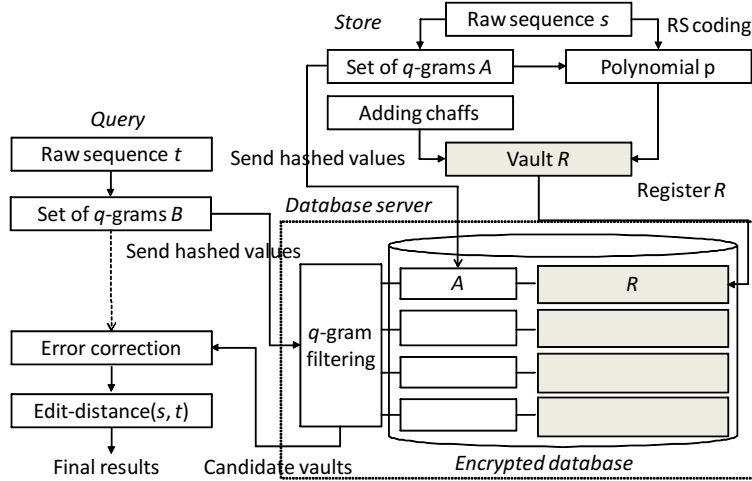 Store
Raw sequence s
RS coding
Set of q-grams A
Polynomial p
Adding chaffs
Query
Raw sequence t
Send hashed values
Vault R
Register R
Database server
Set of q-grams B
Send hashed values
A
R
q-gram
filtering
Error correction
Edit-distance(s, t)
Final results
Candidate vaults
Encrypted database